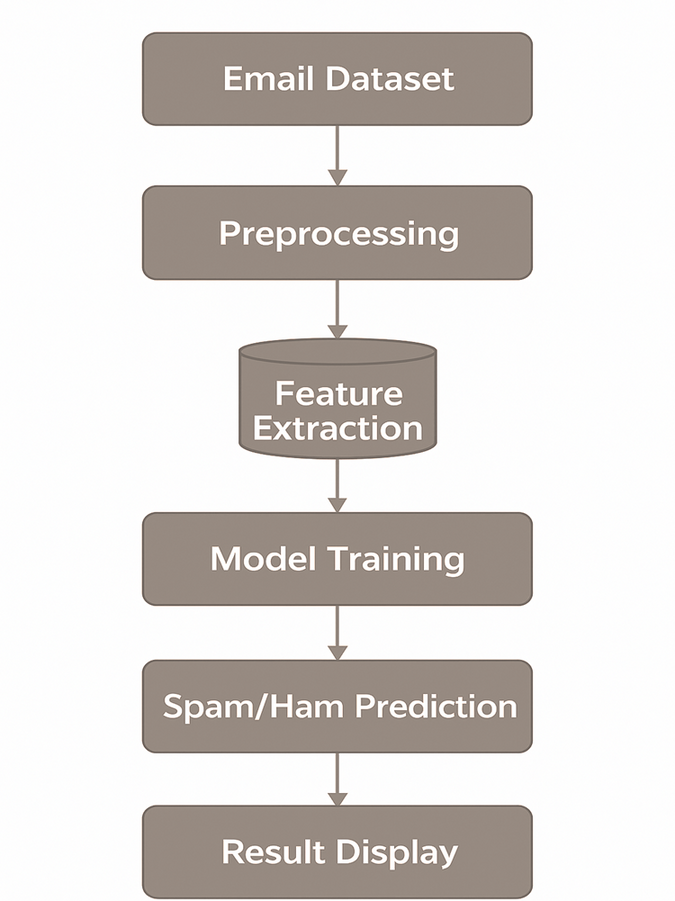 Email Dataset
Preprocessing
Feature
Extraction
Model Training
Spam/Ham Prediction
Result Display